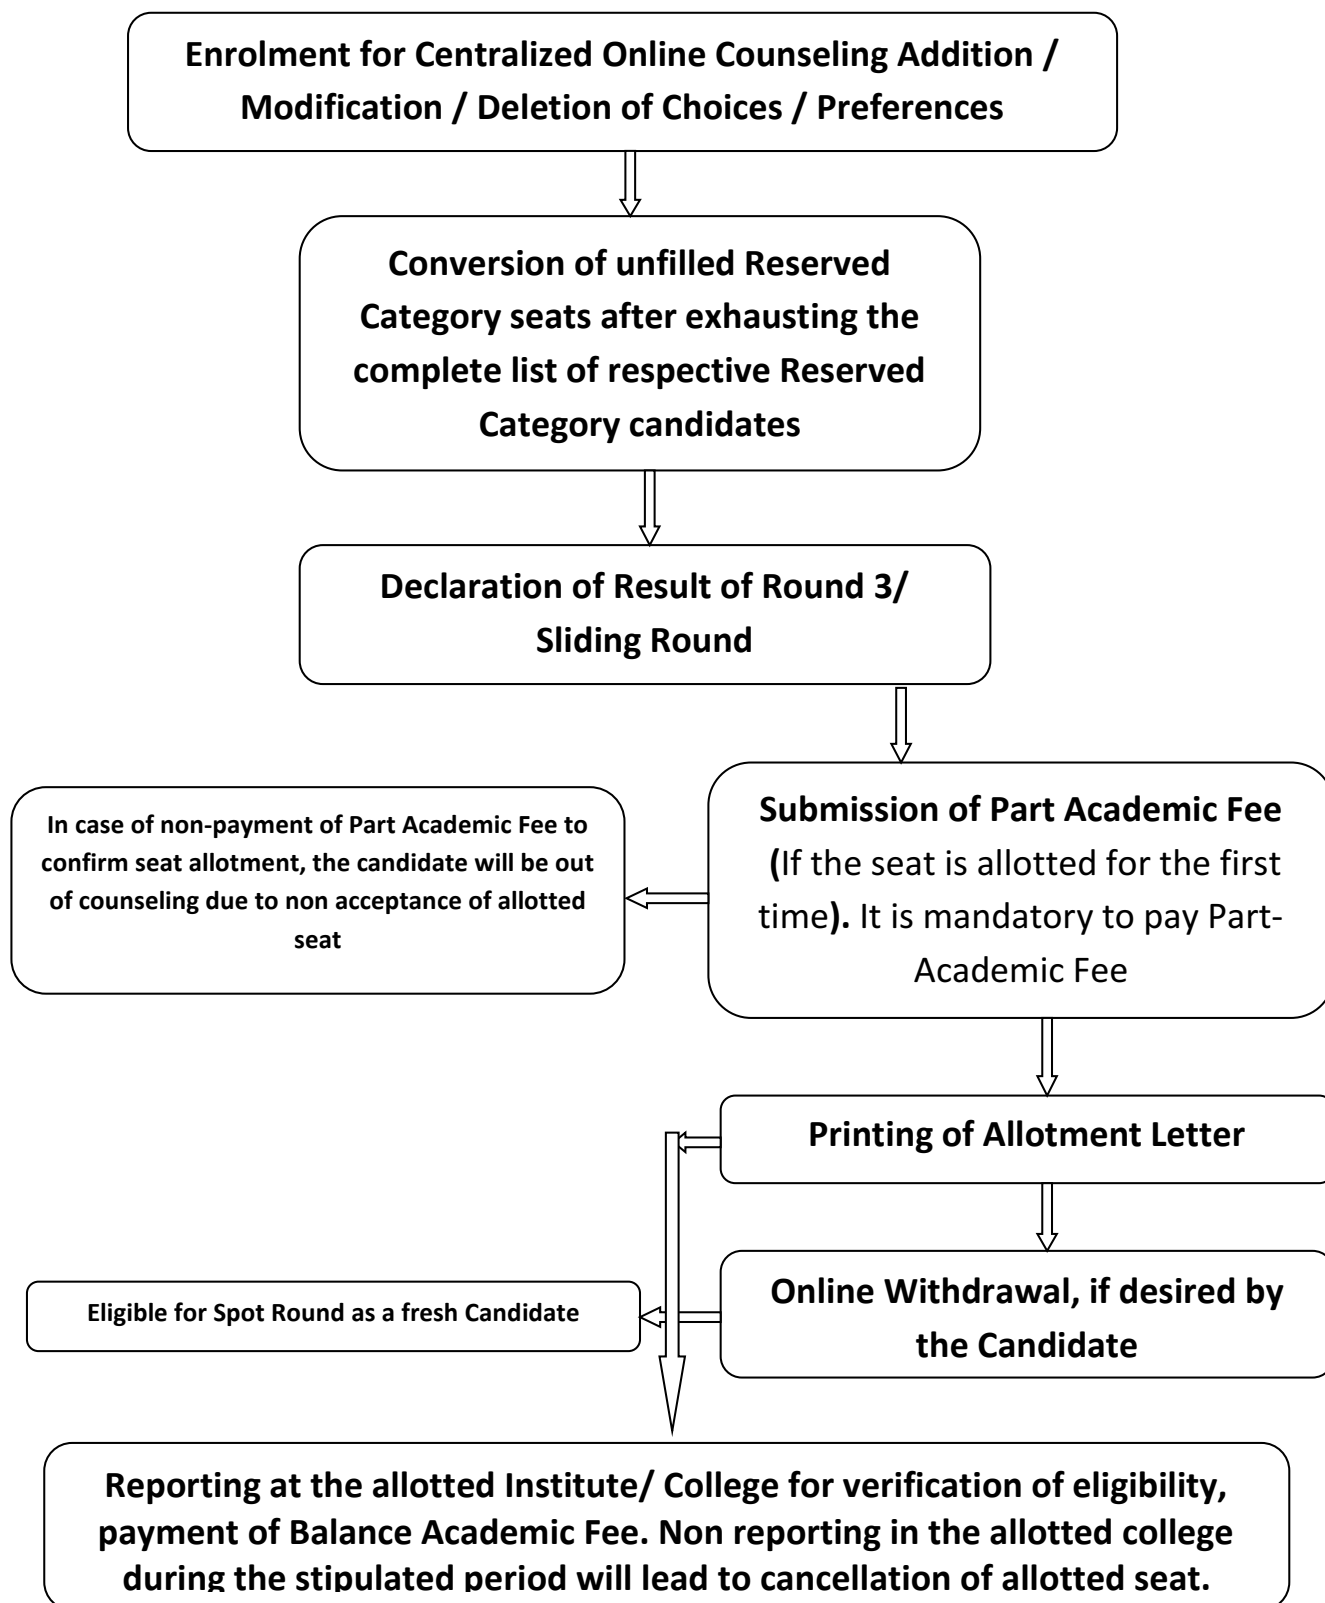 Enrolment for Centralized Online Counseling Addition /
Modification / Deletion of Choices / Preferences
Conversion of unfilled Reserved
Category seats after exhausting the
complete list of respective Reserved
Category candidates
Declaration of Result of Round 3/
Sliding Round
Submission of Part Academic Fee
(If the seat is allotted for the first
time). It is mandatory to pay Part-
Academic Fee
In case of non-payment of Part Academic Fee to
confirm seat allotment, the candidate will be out
of counseling due to non acceptance of allotted
seat
Printing of Allotment Letter
Online Withdrawal, if desired by
the Candidate
Eligible for Spot Round as a fresh Candidate
Reporting at the allotted Institute/ College for verification of eligibility,
payment of Balance Academic Fee. Non reporting in the allotted college
during the stipulated period will lead to cancellation of allotted seat.